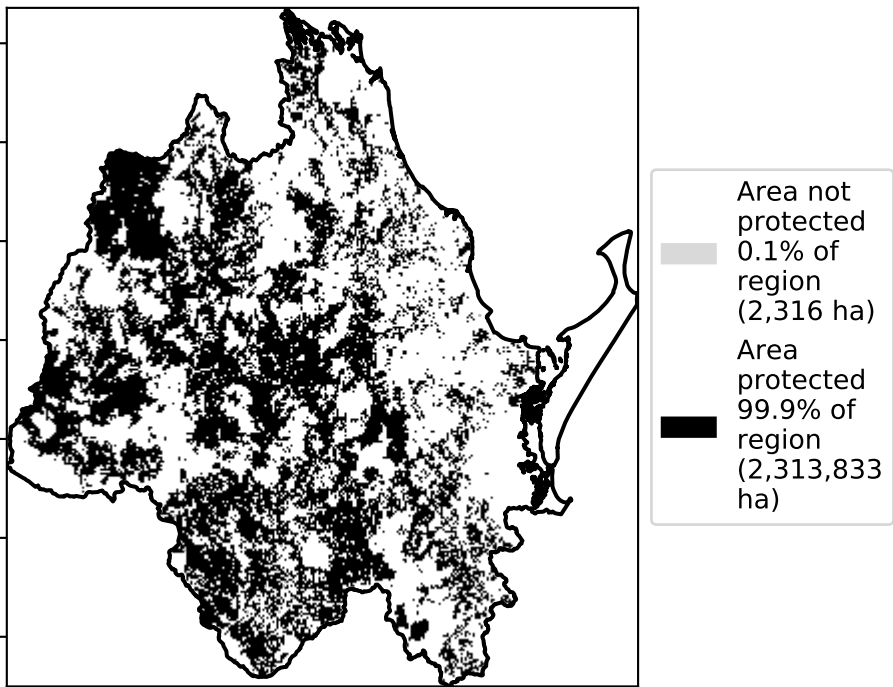 Area not
protected
0.1% of
region
(2,316 ha)
Area
protected
99.9% of
region
(2,313,833
ha)